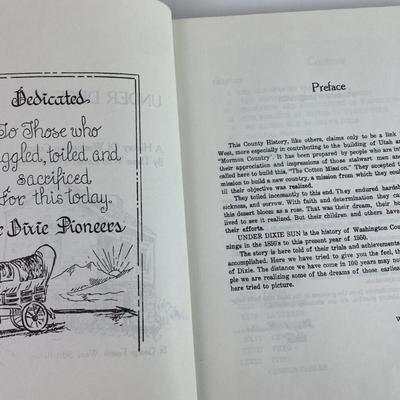 Dedicated
To Those who
ggled, toiled and
sacrificed
For this today.
e Dixie Pioneers
Preface
This County History, like others, claims only to be a link
West, more especially in contributing to the building of Utah as
"Mormon Country". It has been prepared by people who are int
aspirations and impressions of those stalwart men and
called here to build this, "The Cotton Mission." They accepted t
mission to build a new country, a mission from which they could
til their objective was realized.
They toiled incessantly to this end. They endured hardsh
sickness, and sorrow. With faith and determination they con
this desert bloom as a rose. That was their dream, their ho
lived to see it realized. But their children and others have
their efforts.
UNDER DIXIE SUN is the history of Washington Coun
nings in the 1850's to this present year of 1950.
The story is here told of their trials and achievements
accomplished. Here we have tried to give you the feel, th
of Dixie. The distance we have come in 100 years may not
ple we are realizing some of the dreams of those earlies
here tried to picture.
W